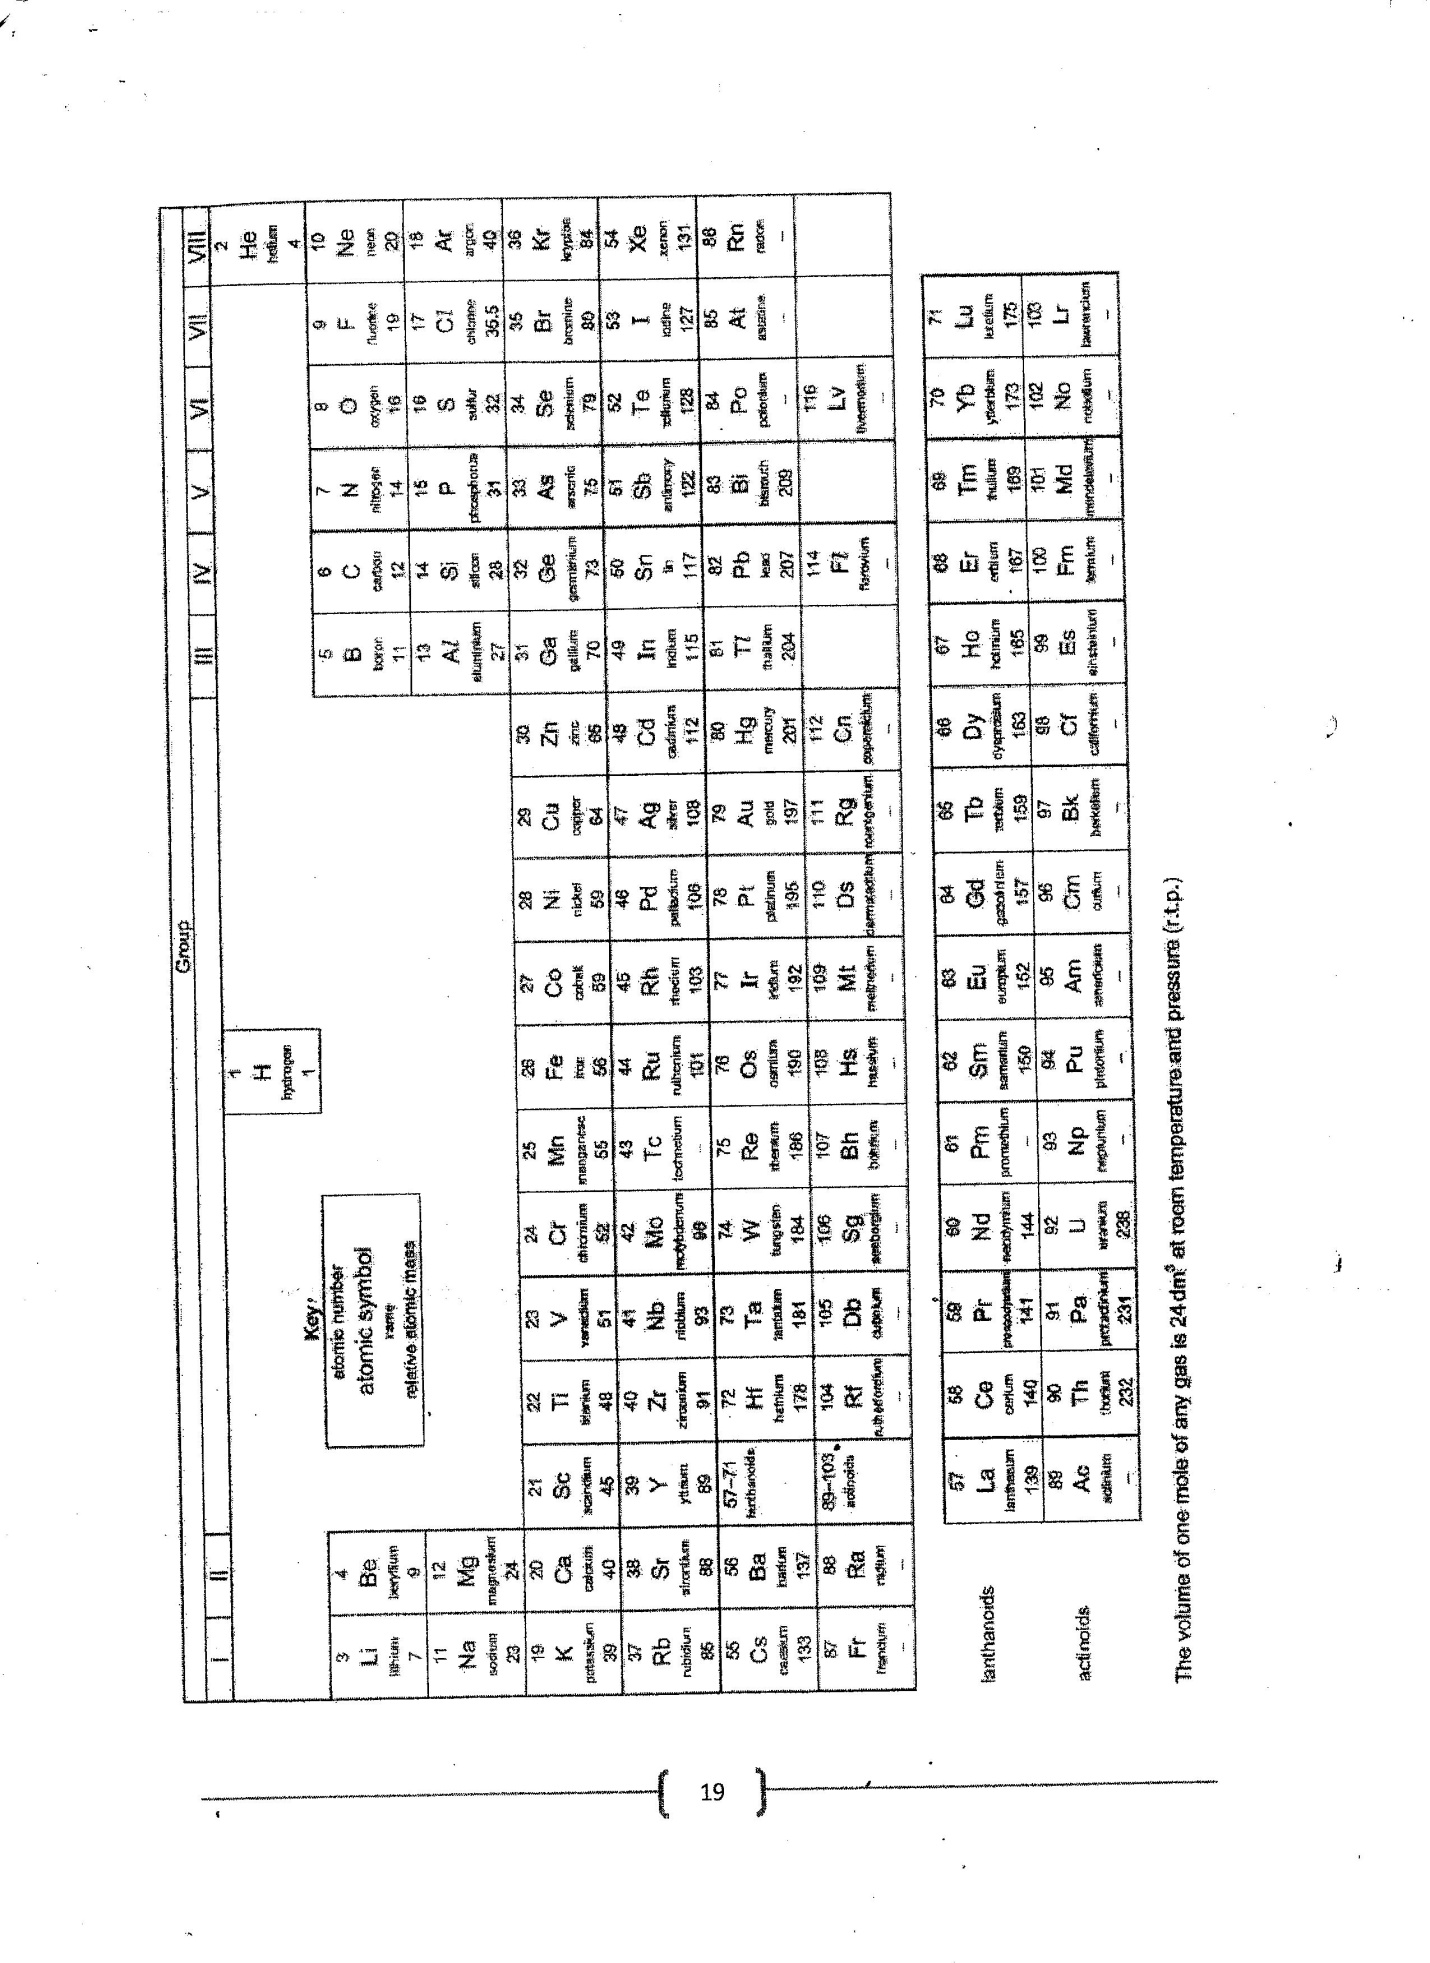 Group
I II III IV V VI VII VIII
1 2
H He
hydrogen helium
1 4
Key
atomic number
atomic symbol
name
relative atomic mass
3 4 5 6 7 8 9 10
Li Be B C N O F Ne
lithium beryllium boron carbon nitrogen oxygen fluorine neon
7 9 11 12 14 16 19 20
11 12 13 14 15 16 17 18
Na Mg Al Si P S Cl Ar
sodium magnesium aluminium silicon phosphorus sulfur chlorine argon
23 24 27 28 31 32 35.5 40
19 20 21 22 23 24 25 26 27 28 29 30 31 32 33 34 35 36
K Ca Sc Ti V Cr Mn Fe Co Ni Cu Zn Ga Ge As Se Br Kr
potassium calcium scandium titanium vanadium chromium manganese iron cobalt nickel copper zinc gallium germanium arsenic selenium bromine krypton
39 40 45 48 51 52 55 56 59 59 64 65 70 73 75 79 80 84
37 38 39 40 41 42 43 44 45 46 47 48 49 50 51 52 53 54
Rb Sr Y Zr Nb Mo Tc Ru Rh Pd Ag Cd In Sn Sb Te I Xe
rubidium strontium yttrium zirconium niobium molybdenum technetium ruthenium rhodium palladium silver cadmium indium tin antimony tellurium iodine xenon
85 88 89 91 93 96 – 101 103 106 108 112 115 117 122 128 127 131
55 56 57–71 72 73 74 75 76 77 78 79 80 81 82 83 84 85 86
Cs Ba lanthanoids Hf Ta W Re Os Ir Pt Au Hg Tl Pb Bi Po At Rn
caesium barium hafnium tantalum tungsten rhenium osmium iridium platinum gold mercury thallium lead bismuth polonium astatine radon
133 137 178 181 184 186 190 192 195 197 201 204 207 209 – – –
87 88 89–103 104 105 106 107 108 109 110 111 112 114 116
Fr Ra actinoids Rf Db Sg Bh Hs Mt Ds Rg Cn Fl Lv
francium radium rutherfordium dubnium seaborgium bohrium hassium meitnerium darmstadtium roentgenium copernicium flerovium livermorium
– – – – – – – – – – – – – –
57 58 59 60 61 62 63 64 65 66 67 68 69 70 71
lanthanoids La Ce Pr Nd Pm Sm Eu Gd Tb Dy Ho Er Tm Yb Lu
lanthanum cerium praseodymium neodymium promethium samarium europium gadolinium terbium dysprosium holmium erbium thulium ytterbium lutetium
139 140 141 144 – 150 152 157 159 163 165 167 169 173 175
89 90 91 92 93 94 95 96 97 98 99 100 101 102 103
actinoids Ac Th Pa U Np Pu Am Cm Bk Cf Es Fm Md No Lr
actinium thorium protactinium uranium neptunium plutonium americium curium berkelium californium einsteinium fermium mendelevium nobelium lawrencium
– 232 231 238 – – – – – – – – – – –
The volume of one mole of any gas is 24 dm³ at room temperature and pressure (r.t.p.)
19